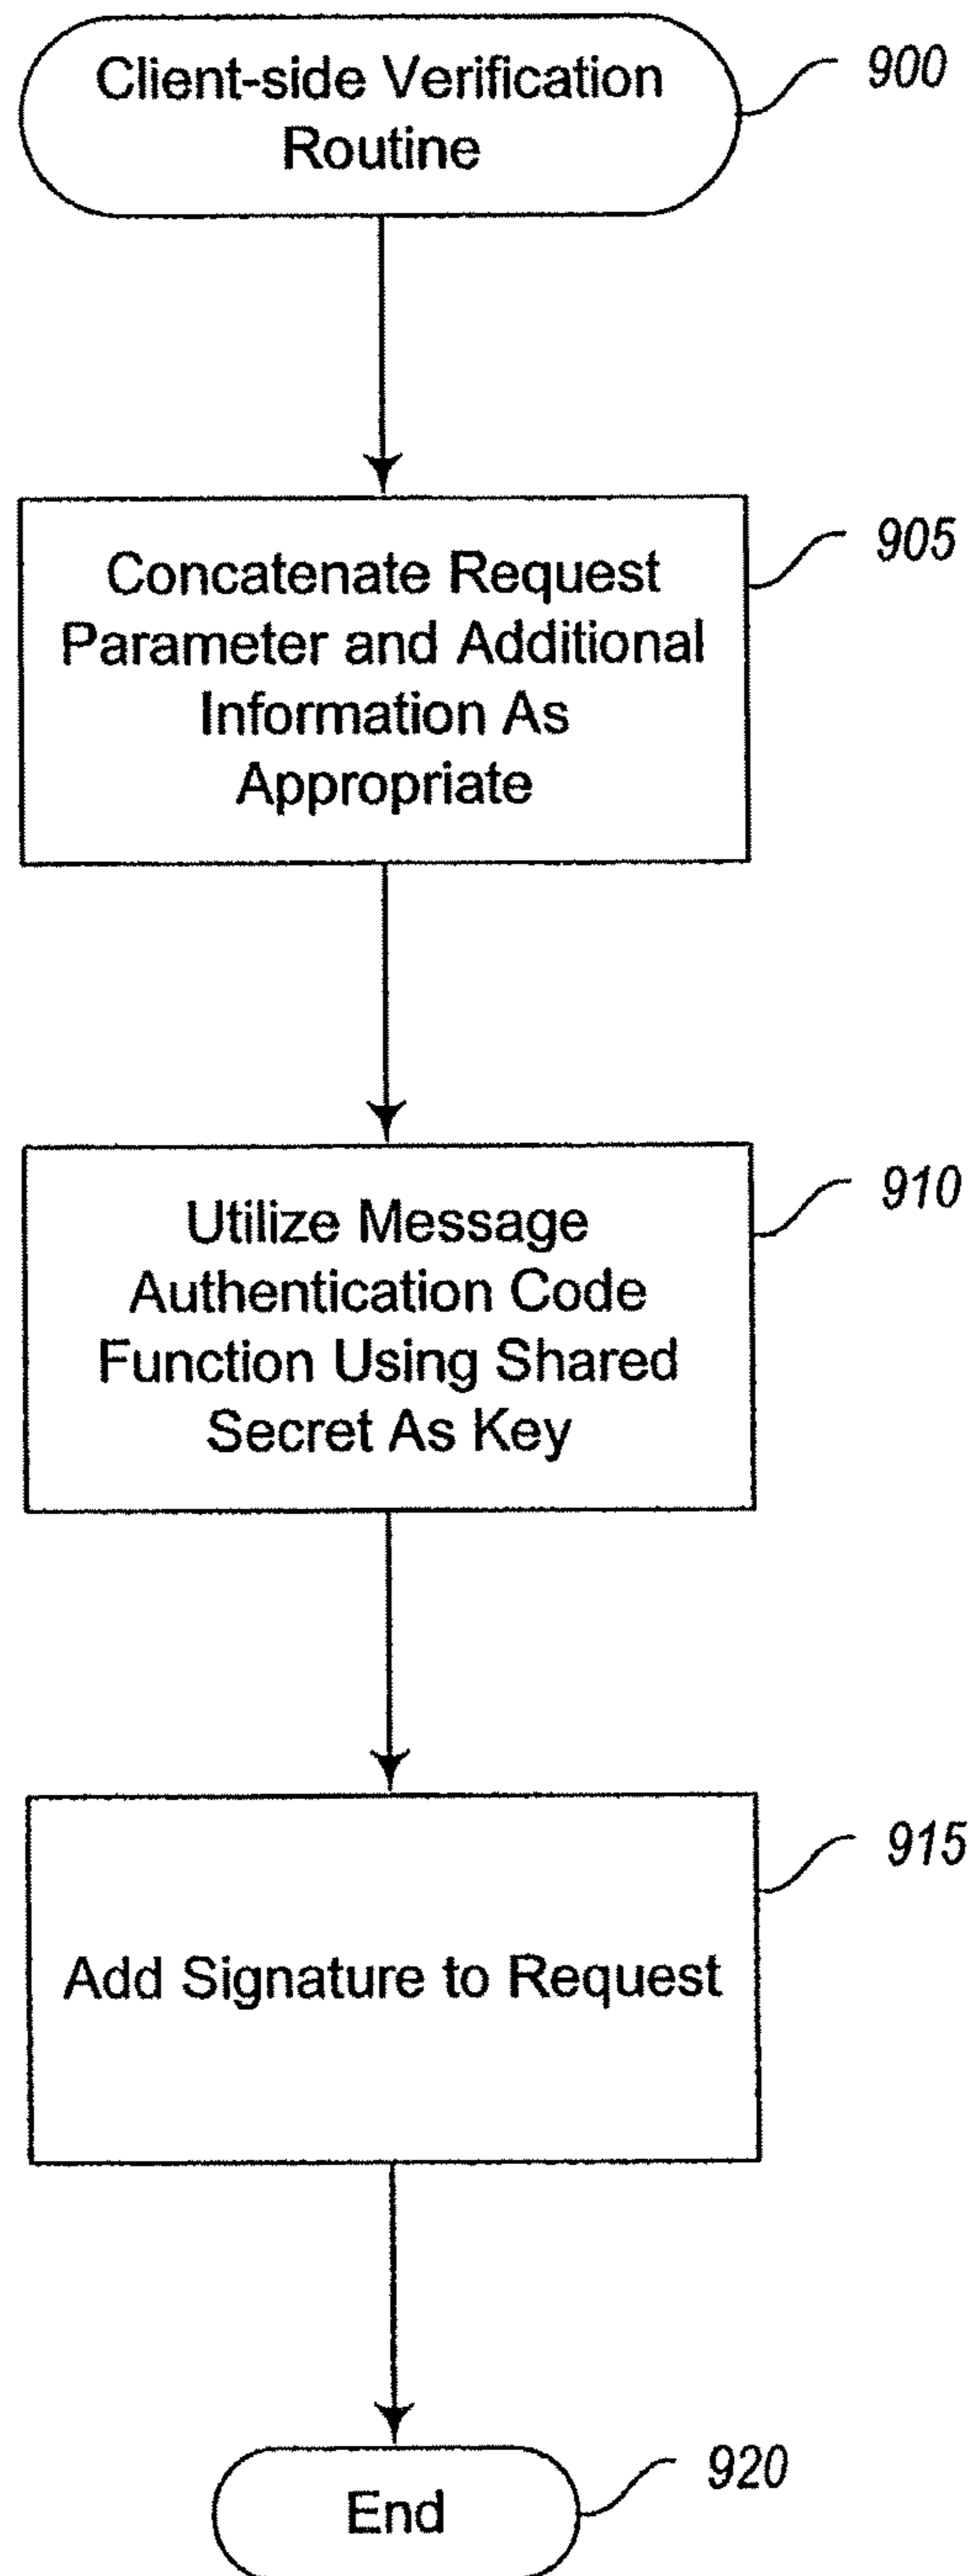 Client-side Verification
Routine
900
Concatenate Request
Parameter and Additional
Information As
Appropriate
905
Utilize Message
Authentication Code
Function Using Shared
Secret As Key
910
Add Signature to Request
915
End
920